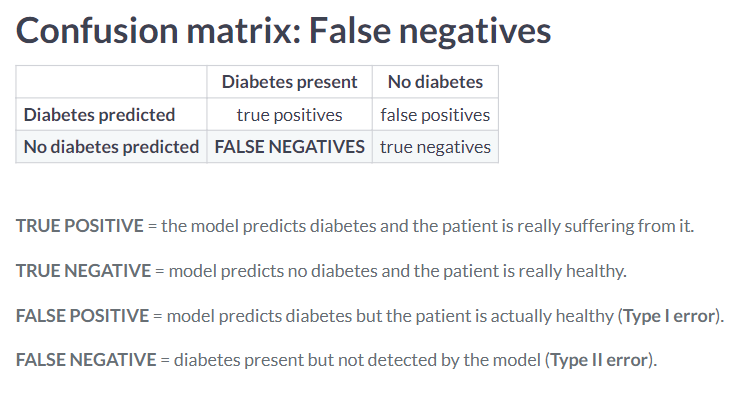 Confusion matrix: False negatives
Diabetes present No diabetes
Diabetes predicted true positives false positives
No diabetes predicted FALSE NEGATIVES true negatives
TRUE POSITIVE = the model predicts diabetes and the patient is really suffering from it.
TRUE NEGATIVE = model predicts no diabetes and the patient is really healthy.
FALSE POSITIVE = model predicts diabetes but the patient is actually healthy (Type I error).
FALSE NEGATIVE = diabetes present but not detected by the model (Type II error).